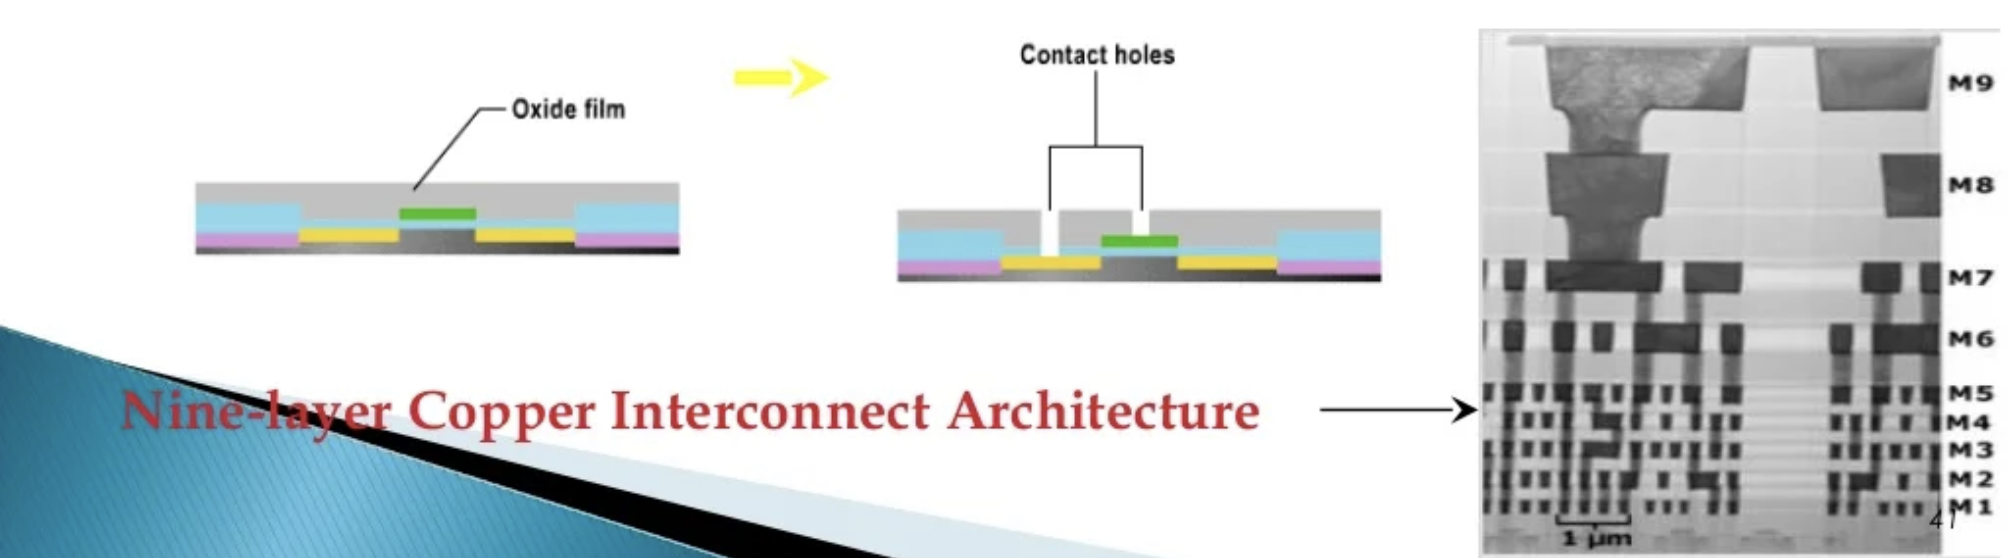 Contact holes
Oxide film
M9
M8
M7
M6
Nine-layer Copper Interconnect Architecture
M5
M4
M3
M2
M1
41
1 µm